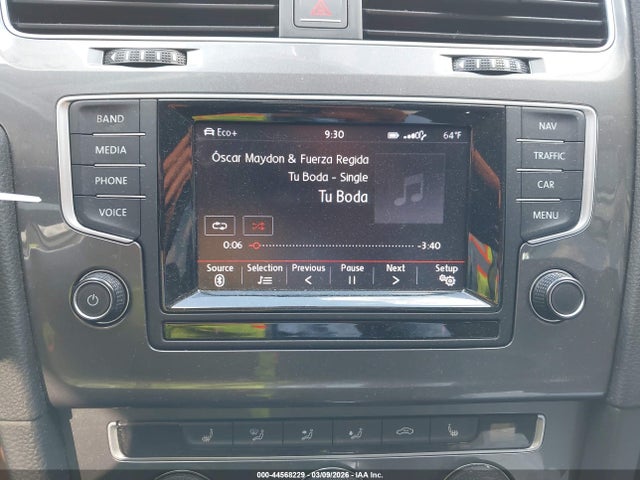 BAND
MEDIA
PHONE
VOICE
Eco+ 9:30 64°F
Óscar Maydon & Fuerza Regida
Tu Boda - Single
Tu Boda
0:06 -3:40
Source Selection Previous Pause Next Setup
NAV
TRAFFIC
CAR
MENU
000-44568229 - 03/09/2026 - IAA Inc.